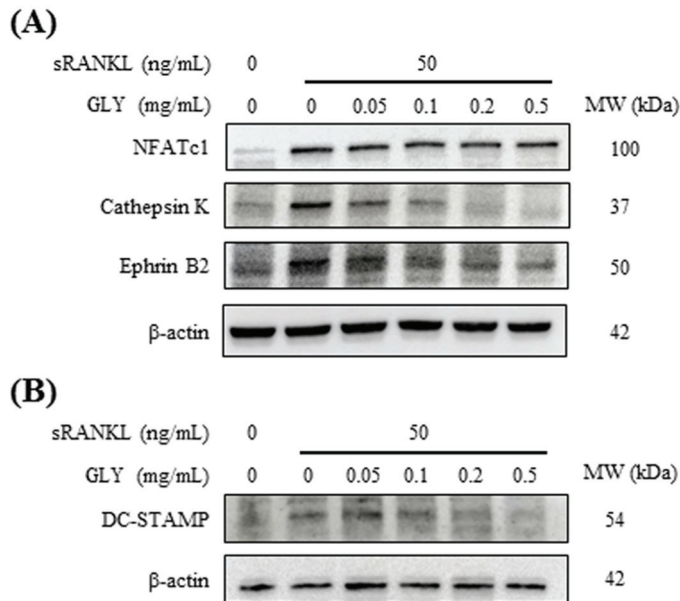 (A)
sRANKL (ng/mL) 0 50
GLY (mg/mL) 0 0 0.05 0.1 0.2 0.5 MW (kDa)
NFATc1 100
Cathepsin K 37
Ephrin B2 50
β-actin 42
(B)
sRANKL (ng/mL) 0 50
GLY (mg/mL) 0 0 0.05 0.1 0.2 0.5 MW (kDa)
DC-STAMP 54
β-actin 42